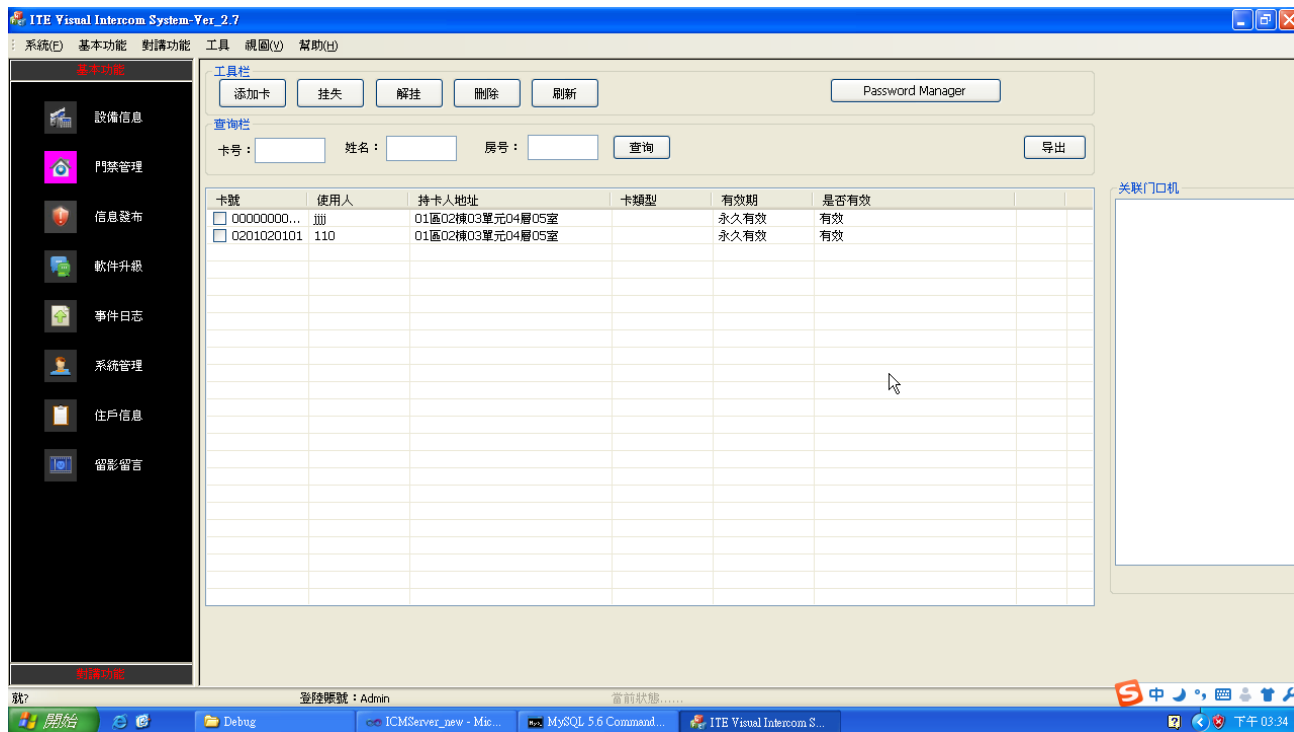 ITE Visual Intercom System-Ver_2.7
系統(F) 基本功能 對講功能 工具 視圖(V) 幫助(H)
基本功能
設備信息
門禁管理
信息發布
軟件升級
事件日志
系統管理
住戶信息
留影留言
對講功能
工具栏
添加卡 挂失 解挂 删除 刷新 Password Manager
查询栏
卡号： 姓名： 房号： 查询 导出
卡號 使用人 持卡人地址 卡類型 有效期 是否有效
00000000... jjjj 01區02棟03單元04層05室 永久有效 有效
0201020101 110 01區02棟03單元04層05室 永久有效 有效
关联门口机
就? 登陸賬號：Admin 當前狀態......
中
開始 Debug ICMServer_new - Mic... MySQL 5.6 Command... ITE Visual Intercom S... 下午 03:34